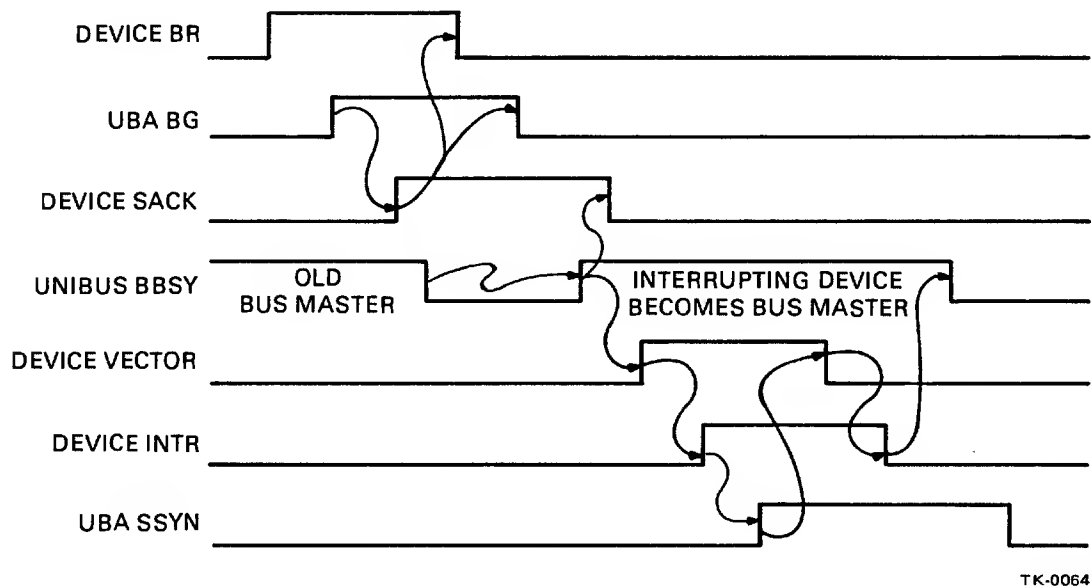 DEVICE BR
UBA BG
DEVICE SACK
UNIBUS BBSY
OLD
BUS MASTER
INTERRUPTING DEVICE
BECOMES BUS MASTER
DEVICE VECTOR
DEVICE INTR
UBA SSYN
TK-0064